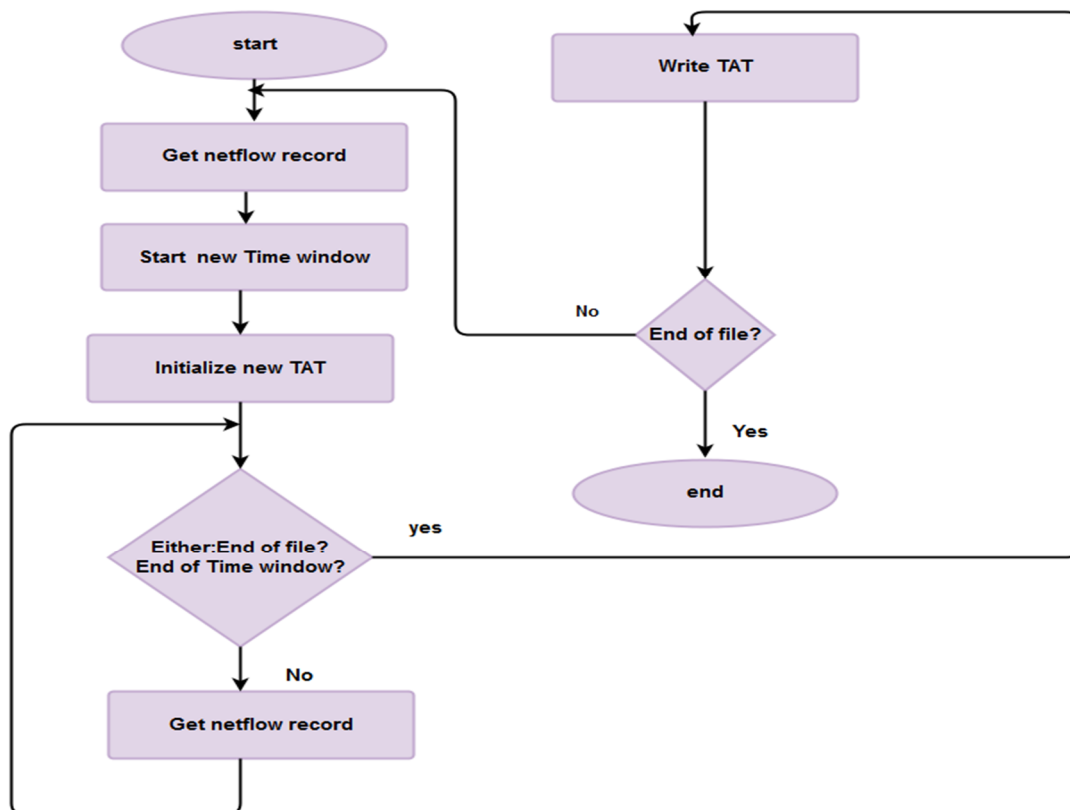 start
Get netflow record
Start new Time window
Initialize new TAT
Either:End of file?
End of Time window?
yes
No
Get netflow record
Write TAT
End of file?
No
Yes
end